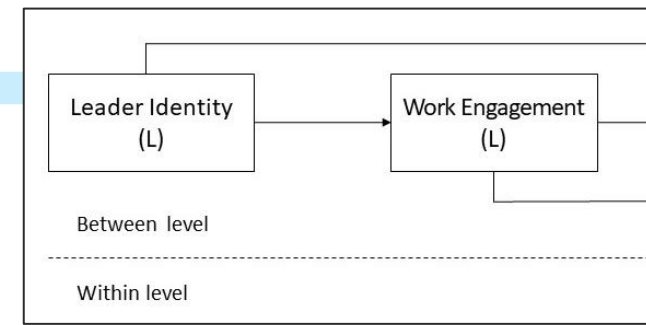 Leader Identity
(L)
Work Engagement
(L)
Between level
Within level